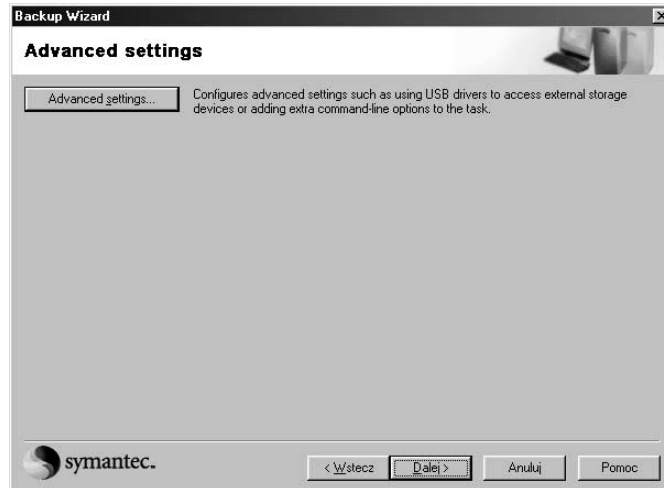 Backup Wizard
Advanced settings
Advanced settings...
Configures advanced settings such as using USB drivers to access external storage
devices or adding extra command-line options to the task.
symantec.
< Wstecz
Dalej >
Anuluj
Pomoc